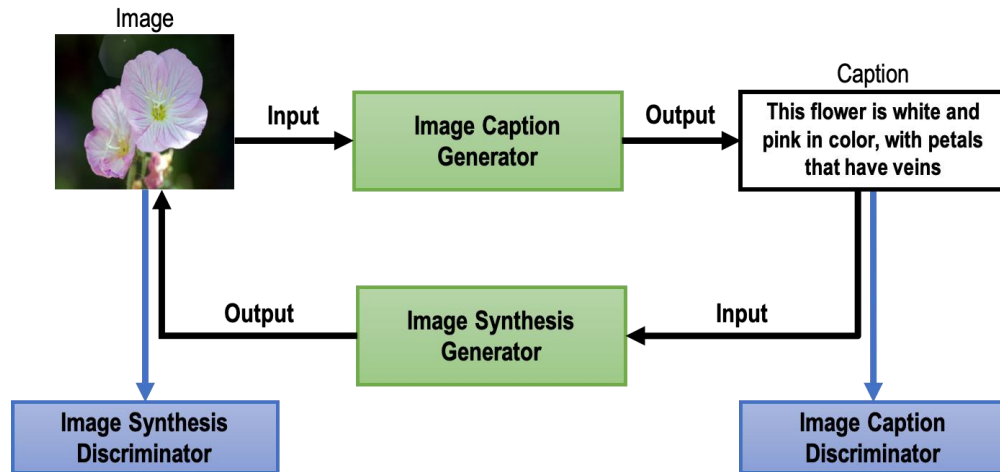 Image
Caption
Input
Image Caption
Generator
Output
This flower is white and
pink in color, with petals
that have veins
Output
Image Synthesis
Generator
Input
Image Synthesis
Discriminator
Image Caption
Discriminator